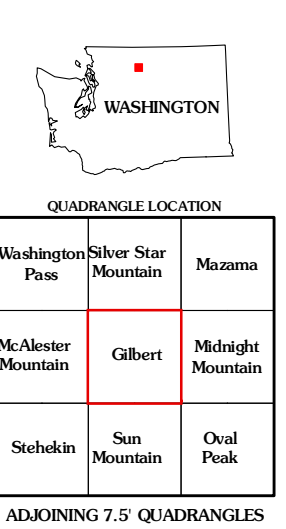 WASHINGTON
QUADRANGLE LOCATION
Washington Silver Star
Pass Mountain Mazama
McAlester Gilbert Midnight
Mountain Mountain
Stehekin Sun Oval
Mountain Peak
ADJOINING 7.5' QUADRANGLES